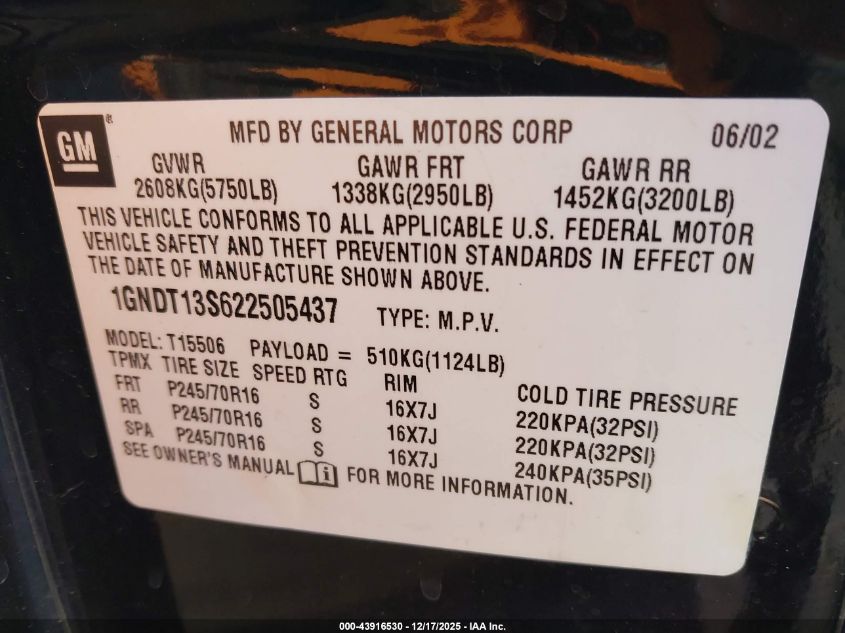 GM ®
MFD BY GENERAL MOTORS CORP 06/02
GVWR GAWR FRT GAWR RR
2608KG(5750LB) 1338KG(2950LB) 1452KG(3200LB)
THIS VEHICLE CONFORMS TO ALL APPLICABLE U.S. FEDERAL MOTOR
VEHICLE SAFETY AND THEFT PREVENTION STANDARDS IN EFFECT ON
THE DATE OF MANUFACTURE SHOWN ABOVE.
1GNDT13S622505437 TYPE: M.P.V.
MODEL: T15506 PAYLOAD = 510KG(1124LB)
TPMX TIRE SIZE SPEED RTG RIM COLD TIRE PRESSURE
FRT P245/70R16 S 16X7J 220KPA(32PSI)
RR P245/70R16 S 16X7J 220KPA(32PSI)
SPA P245/70R16 S 16X7J 240KPA(35PSI)
SEE OWNER'S MANUAL i FOR MORE INFORMATION.
000-43916530 - 12/17/2025 - IAA Inc.